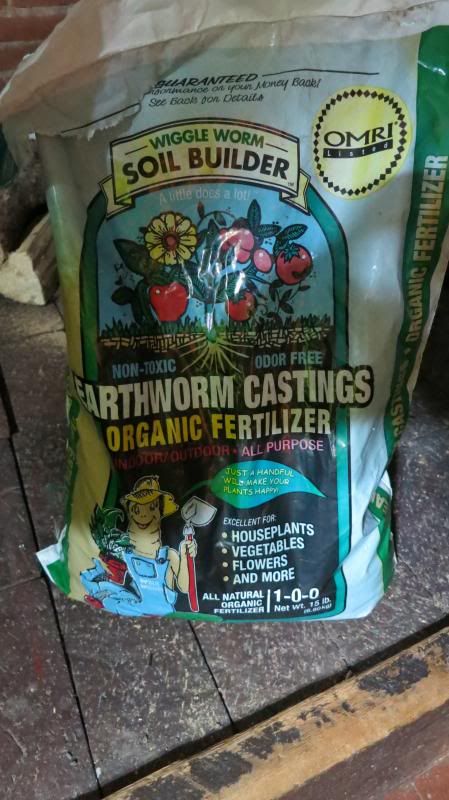 GUARANTEED
Performance or your Money Back!
See Back for Details
OMRI
Listed
WIGGLE WORM
SOIL BUILDER™
A little does a lot!
NON-TOXIC
ODOR FREE
EARTHWORM CASTINGS
ORGANIC FERTILIZER
INDOOR/OUTDOOR • ALL PURPOSE
JUST A HANDFUL
WILL MAKE YOUR
PLANTS HAPPY!
EXCELLENT FOR:
• HOUSEPLANTS
• VEGETABLES
• FLOWERS
• AND MORE
ALL NATURAL
ORGANIC
FERTILIZER
1-0-0
Net wt. 15 lb.
(6.80kg)
CASTINGS • ORGANIC FERTILIZER